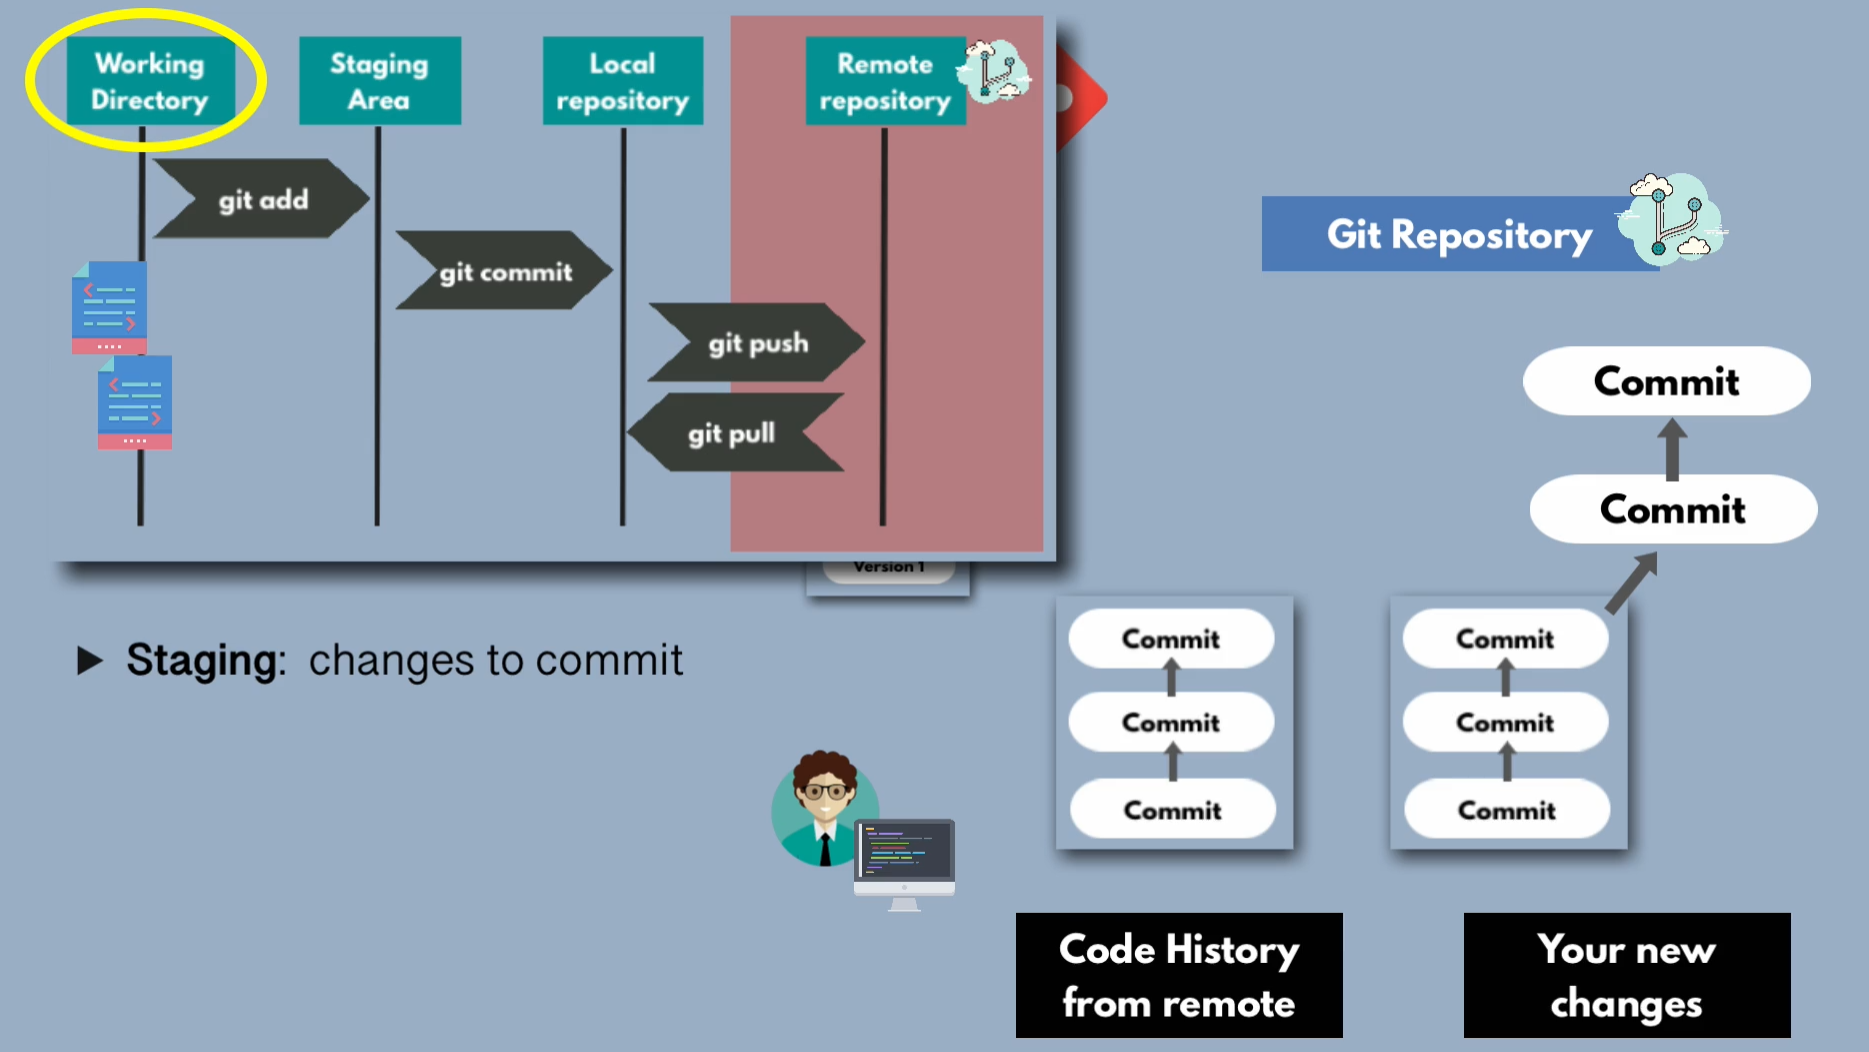 Working
Directory
Staging
Area
Local
repository
Remote
repository
git add
git commit
git push
git pull
Git Repository
Commit
Commit
Version 1
► Staging: changes to commit
Commit
Commit
Commit
Commit
Commit
Commit
Code History
from remote
Your new
changes